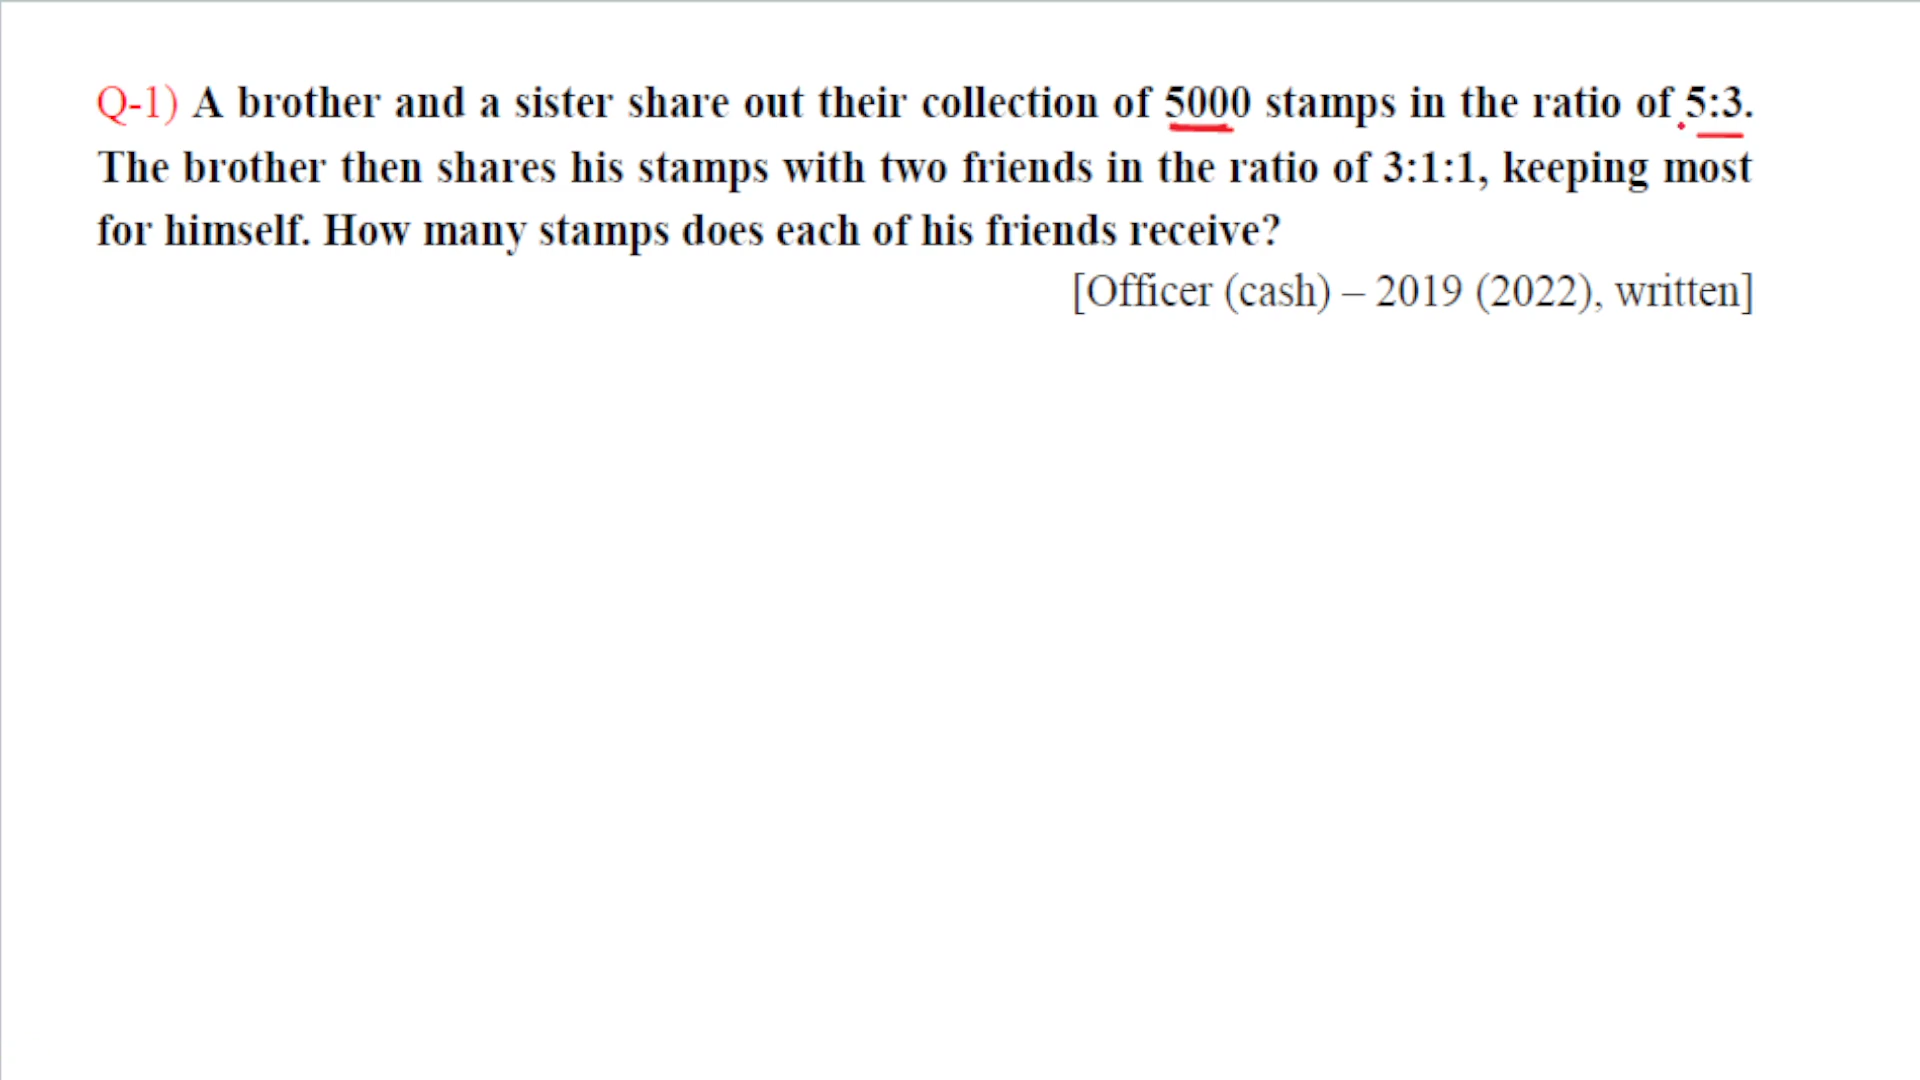 Q-1) A brother and a sister share out their collection of 5000 stamps in the ratio of 5:3.
The brother then shares his stamps with two friends in the ratio of 3:1:1, keeping most
for himself. How many stamps does each of his friends receive?
[Officer (cash) – 2019 (2022), written]